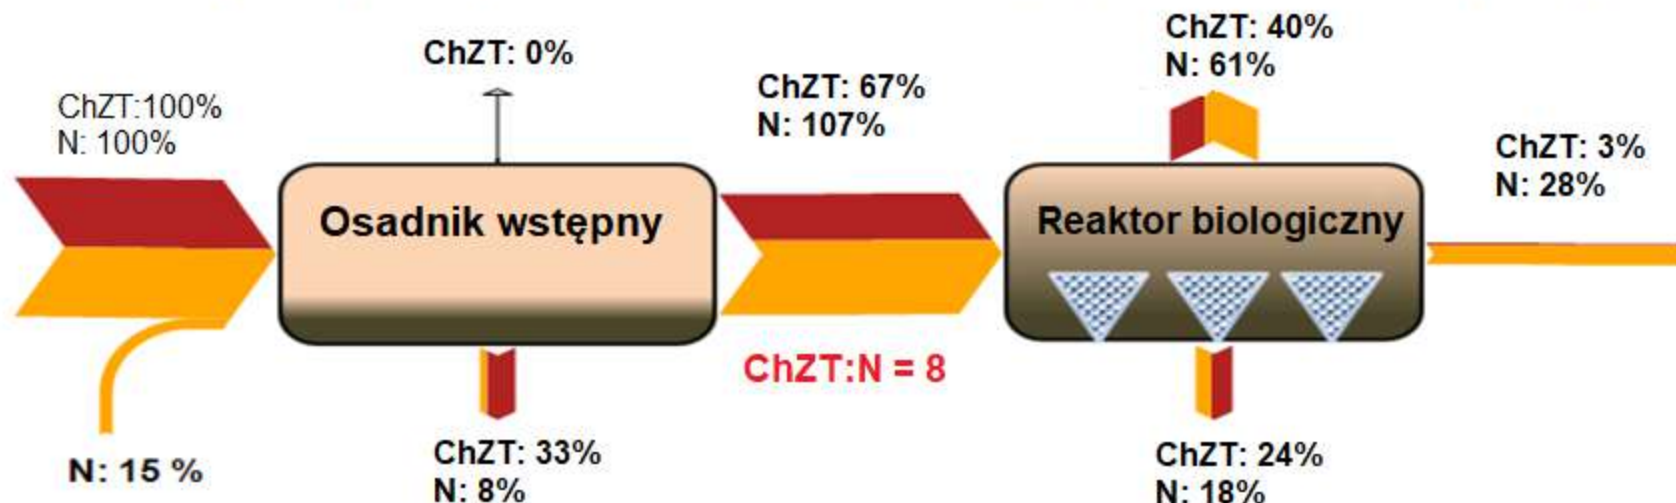 ChZT:100%
N: 100%
ChZT: 0%
ChZT: 67%
N: 107%
ChZT: 40%
N: 61%
ChZT: 3%
N: 28%
Osadnik wstępny
Reaktor biologiczny
ChZT:N = 8
N: 15 %
ChZT: 33%
N: 8%
ChZT: 24%
N: 18%